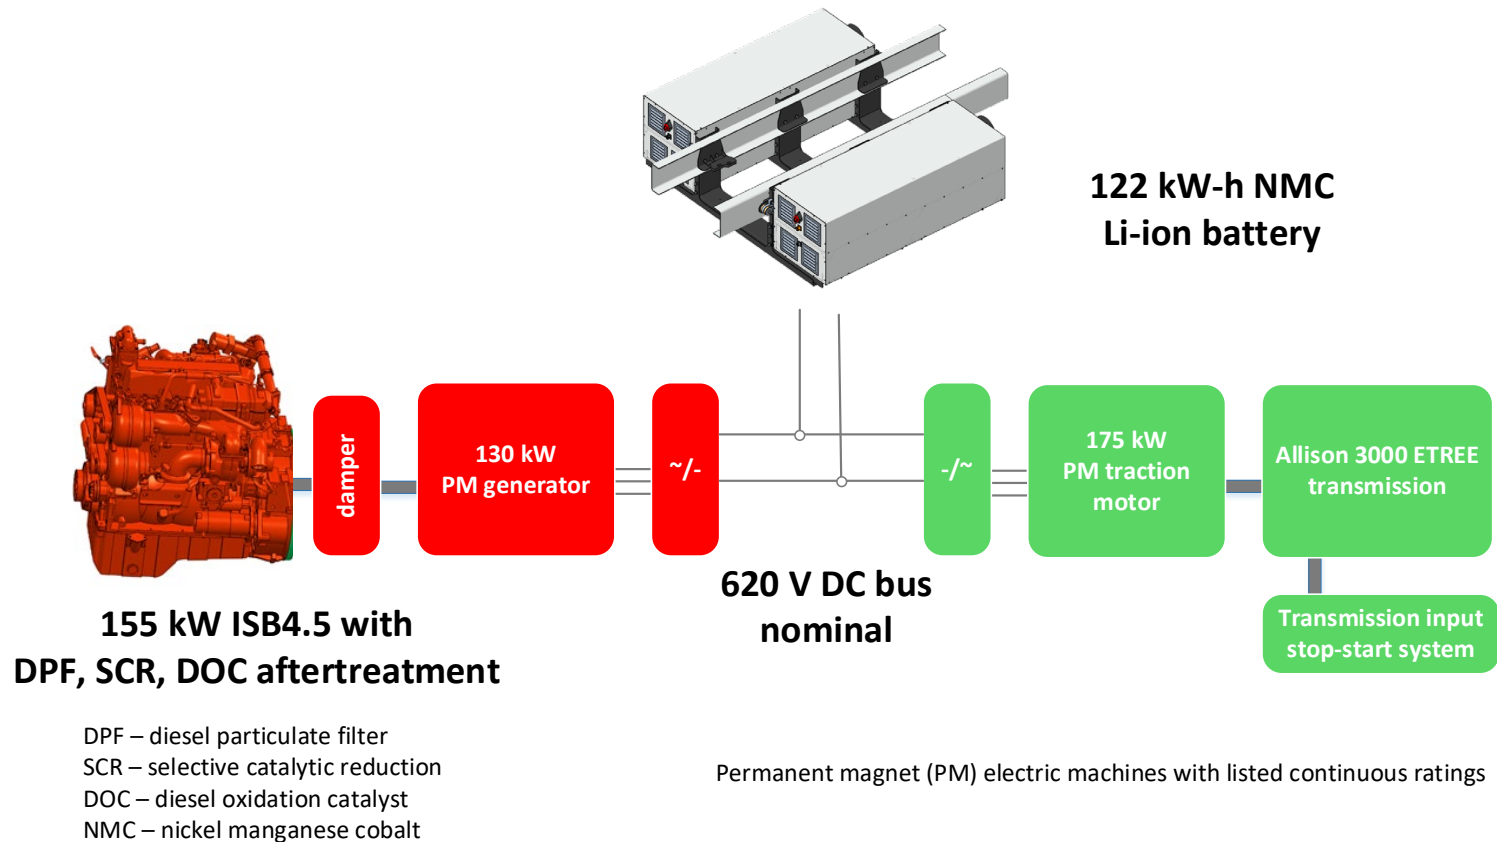 122 kW-h NMC
Li-ion battery
damper
130 kW
PM generator
~/-
-/~
175 kW
PM traction
motor
Allison 3000 ETREE
transmission
620 V DC bus
nominal
155 kW ISB4.5 with
DPF, SCR, DOC aftertreatment
Transmission input
stop-start system
DPF – diesel particulate filter
SCR – selective catalytic reduction
DOC – diesel oxidation catalyst
NMC – nickel manganese cobalt
Permanent magnet (PM) electric machines with listed continuous ratings